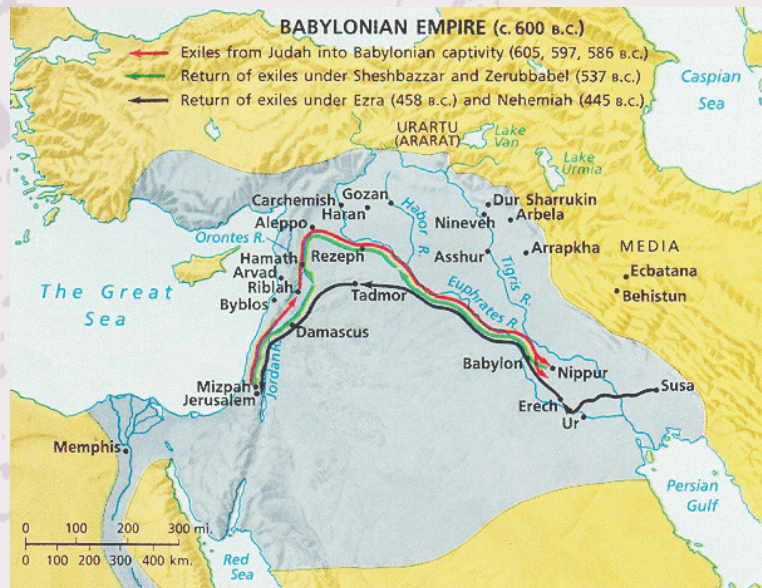 BABYLONIAN EMPIRE (c. 600 B.C.)
Exiles from Judah into Babylonian captivity (605, 597, 586 B.C.)
Return of exiles under Sheshbazzar and Zerubbabel (537 B.C.)
Return of exiles under Ezra (458 B.C.) and Nehemiah (445 B.C.)
Caspian
Sea
URARTU
(ARARAT)
Lake
Van
Lake
Urmia
Carchemish
Gozan
Haran
Habor R.
Dur Sharrukin
Nineveh
Arbela
Aleppo
Orontes R.
Hamath
Rezeph
Asshur
Tigris R.
Arrapkha
MEDIA
Ecbatana
Behistun
Arvad
Riblah
Byblos
Tadmor
Euphrates R.
The Great
Sea
Damascus
Jordan R.
Babylon
Nippur
Susa
Mizpah
Jerusalem
Erech
Ur
Memphis
Persian
Gulf
Red
Sea
0 100 200 300 mi.
0 100 200 300 400 km.